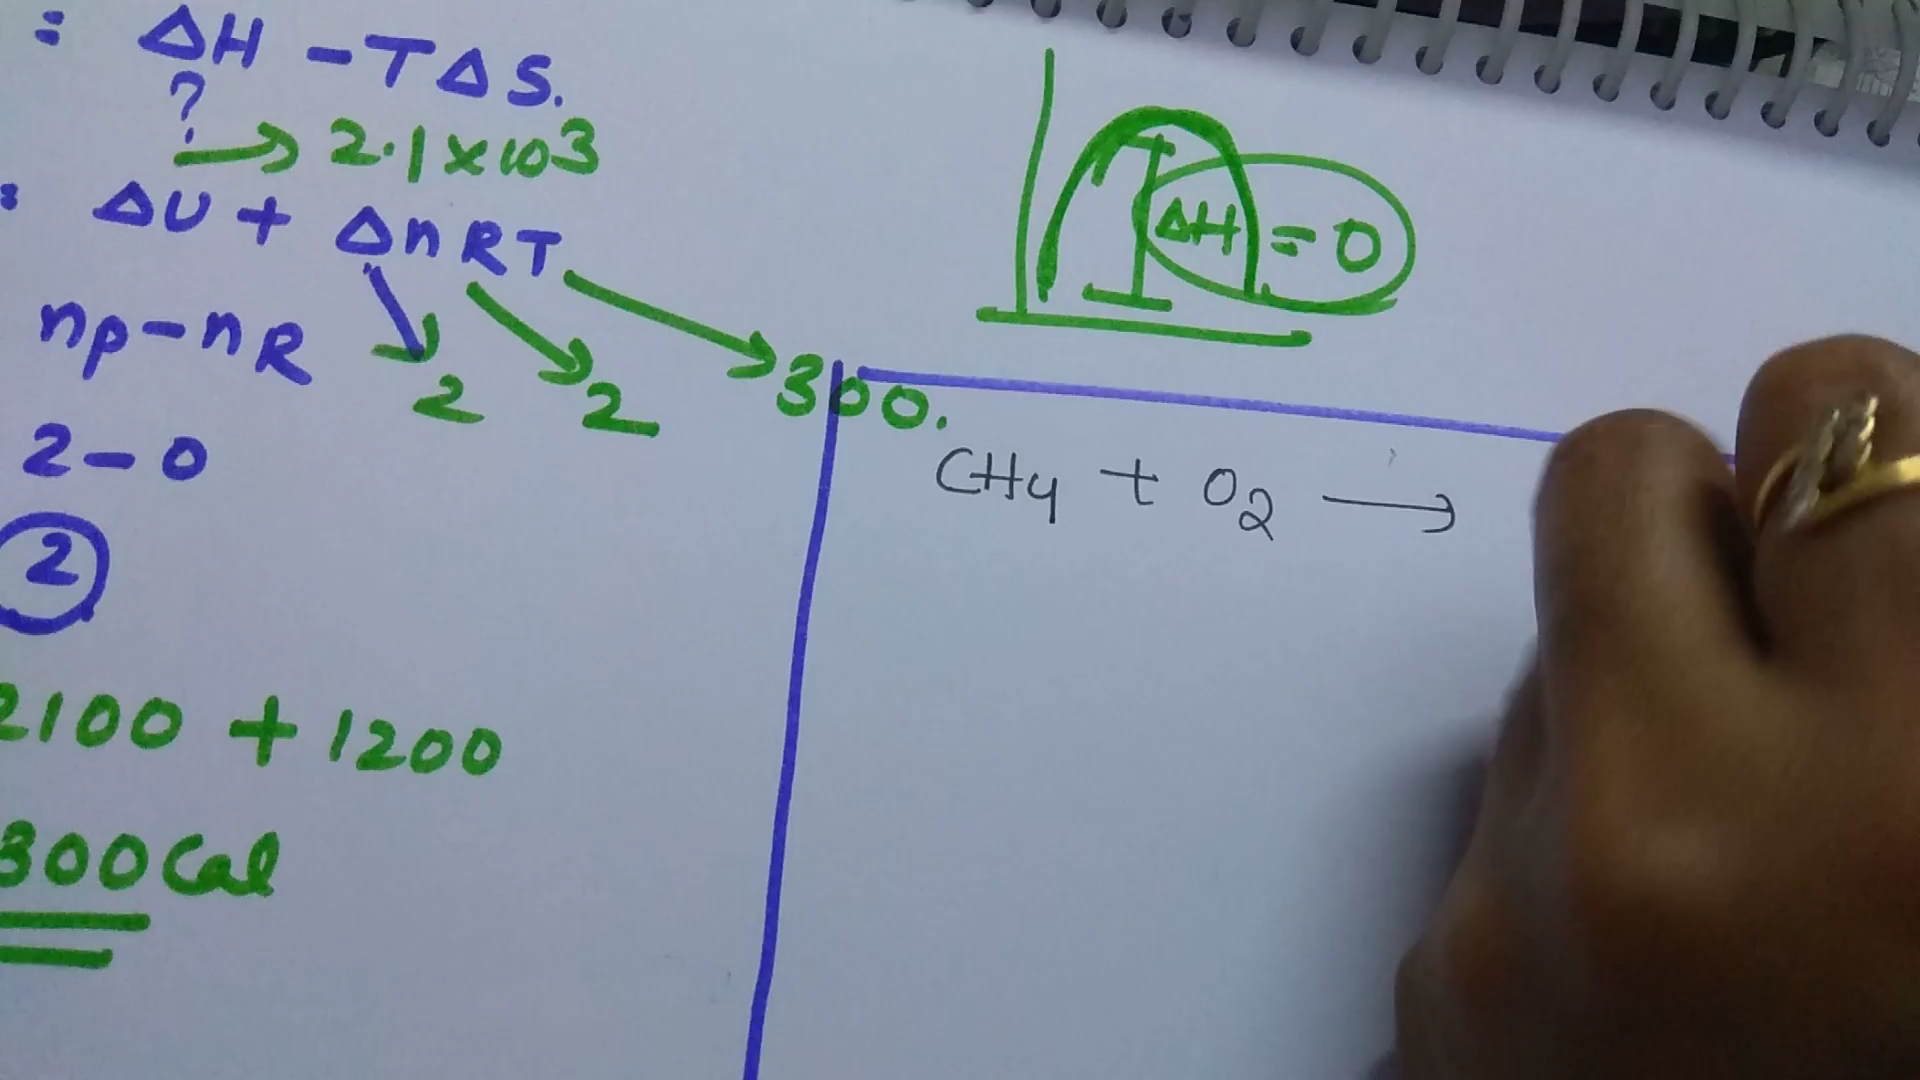 = ΔH - TΔS.
?
→ 2.1 x 103
= ΔU + ΔnRT
np - nR
2 2 300.
2 - 0
2
2100 + 1200
300 Cal
ΔH = 0
CH4 + O2 →